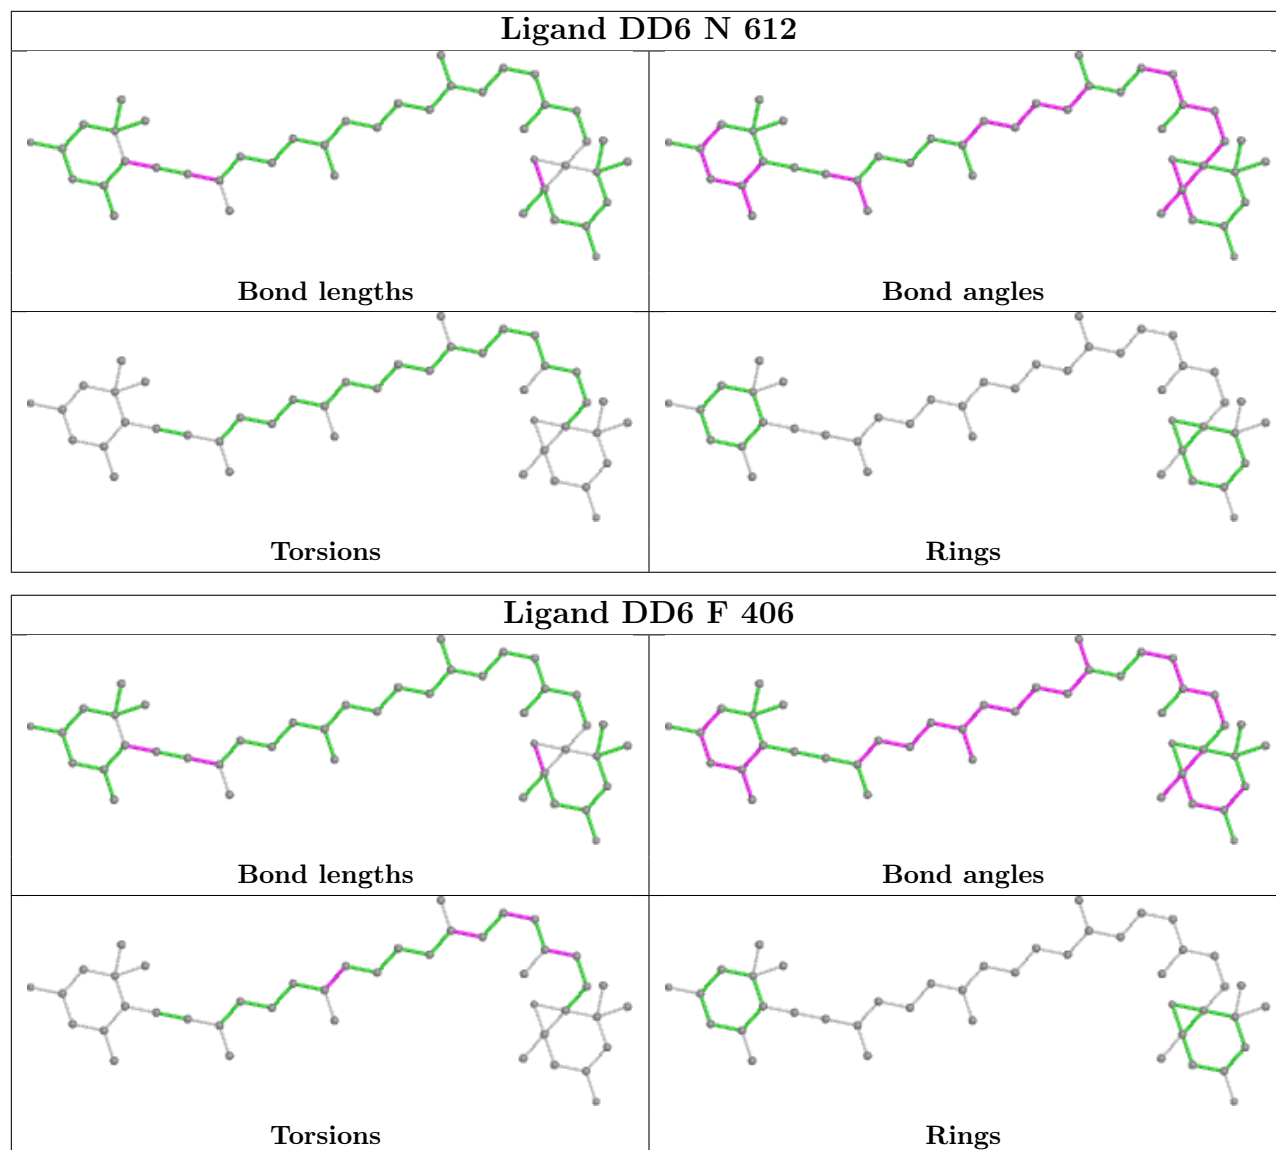 Ligand DD6 N 612
Bond lengths
Bond angles
Torsions
Rings
Ligand DD6 F 406
Bond lengths
Bond angles
Torsions
Rings